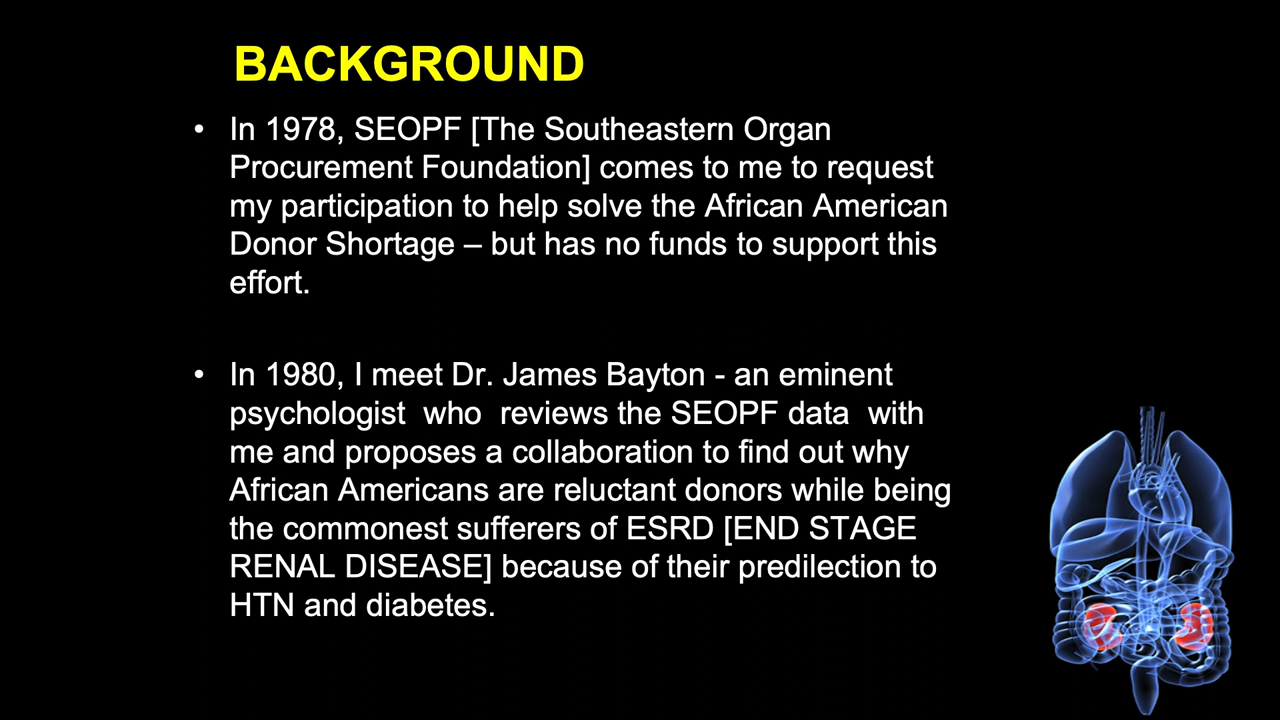 BACKGROUND
• In 1978, SEOPF [The Southeastern Organ
Procurement Foundation] comes to me to request
my participation to help solve the African American
Donor Shortage – but has no funds to support this
effort.
• In 1980, I meet Dr. James Bayton - an eminent
psychologist  who  reviews the SEOPF data  with
me and proposes a collaboration to find out why
African Americans are reluctant donors while being
the commonest sufferers of ESRD [END STAGE
RENAL DISEASE] because of their predilection to
HTN and diabetes.